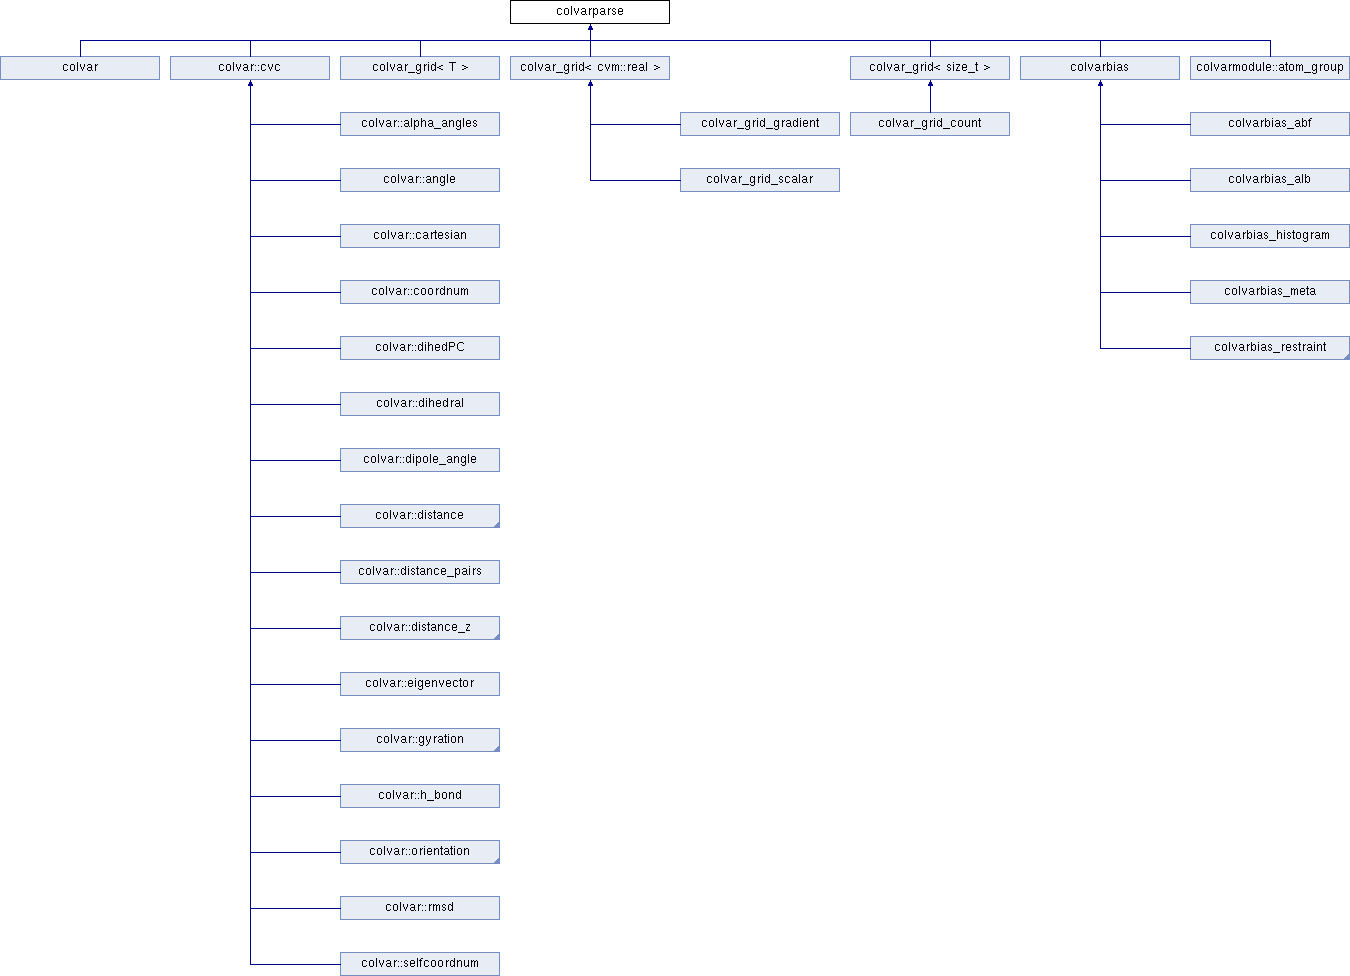 colvarparse
colvar
colvar::cvc
colvar_grid< T >
colvar_grid< cvm::real >
colvar_grid< size_t >
colvarbias
colvarmodule::atom_group
colvar::alpha_angles
colvar_grid_gradient
colvar_grid_count
colvarbias_abf
colvar::angle
colvar_grid_scalar
colvarbias_alb
colvar::cartesian
colvarbias_histogram
colvar::coordnum
colvarbias_meta
colvar::dihedPC
colvarbias_restraint
colvar::dihedral
colvar::dipole_angle
colvar::distance
colvar::distance_pairs
colvar::distance_z
colvar::eigenvector
colvar::gyration
colvar::h_bond
colvar::orientation
colvar::rmsd
colvar::selfcoordnum